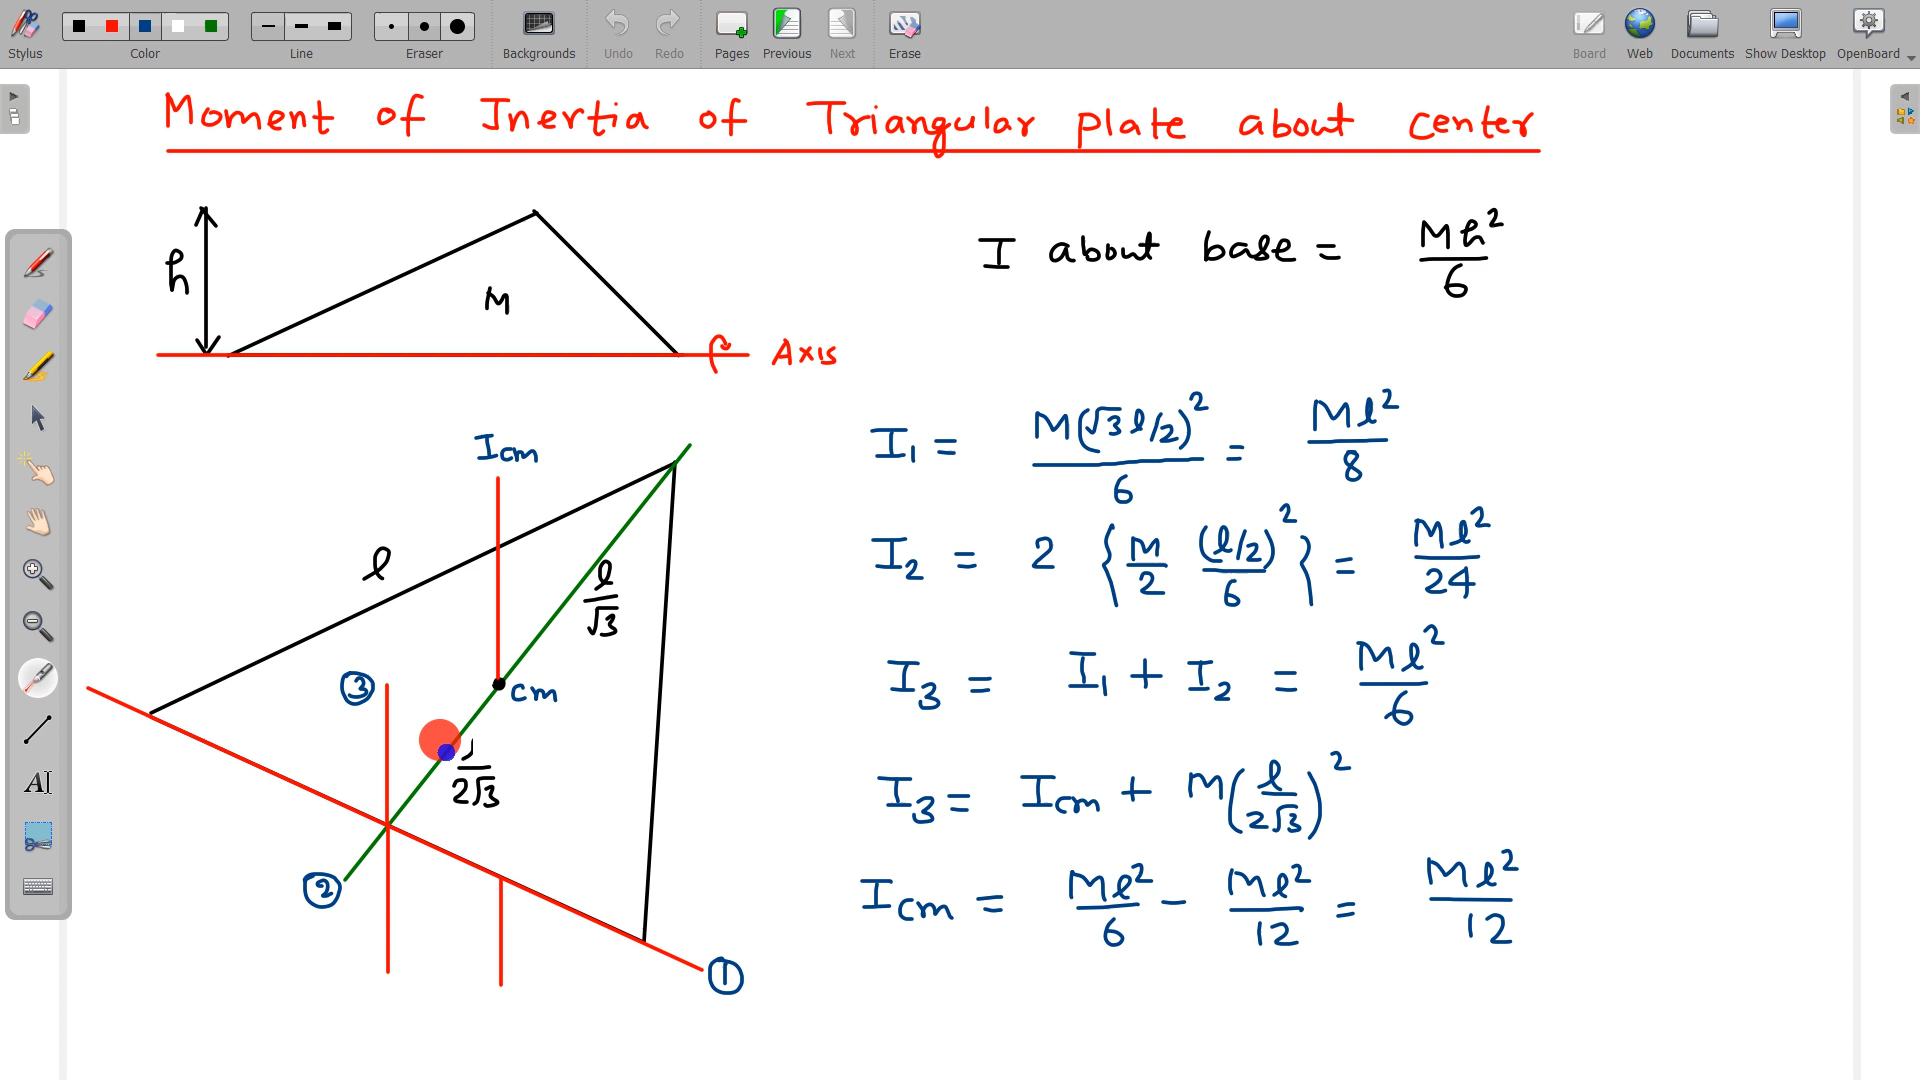 Stylus Color Line Eraser Backgrounds Undo Redo Pages Previous Next Erase Board Web Documents Show Desktop OpenBoard
Moment of Inertia of Triangular plate about center
h
M
Axis
I about base = Mh²/6
I₁ = M(√3 l/2)²/6 = Ml²/8
Icm
l
l/√3
I₂ = 2 {M/2 (l/2)²/6} = Ml²/24
③
cm
I₃ = I₁ + I₂ = Ml²/6
2√3
I₃ = Icm + M(l/2√3)²
②
Icm = Ml²/6 - Ml²/12 = Ml²/12
①